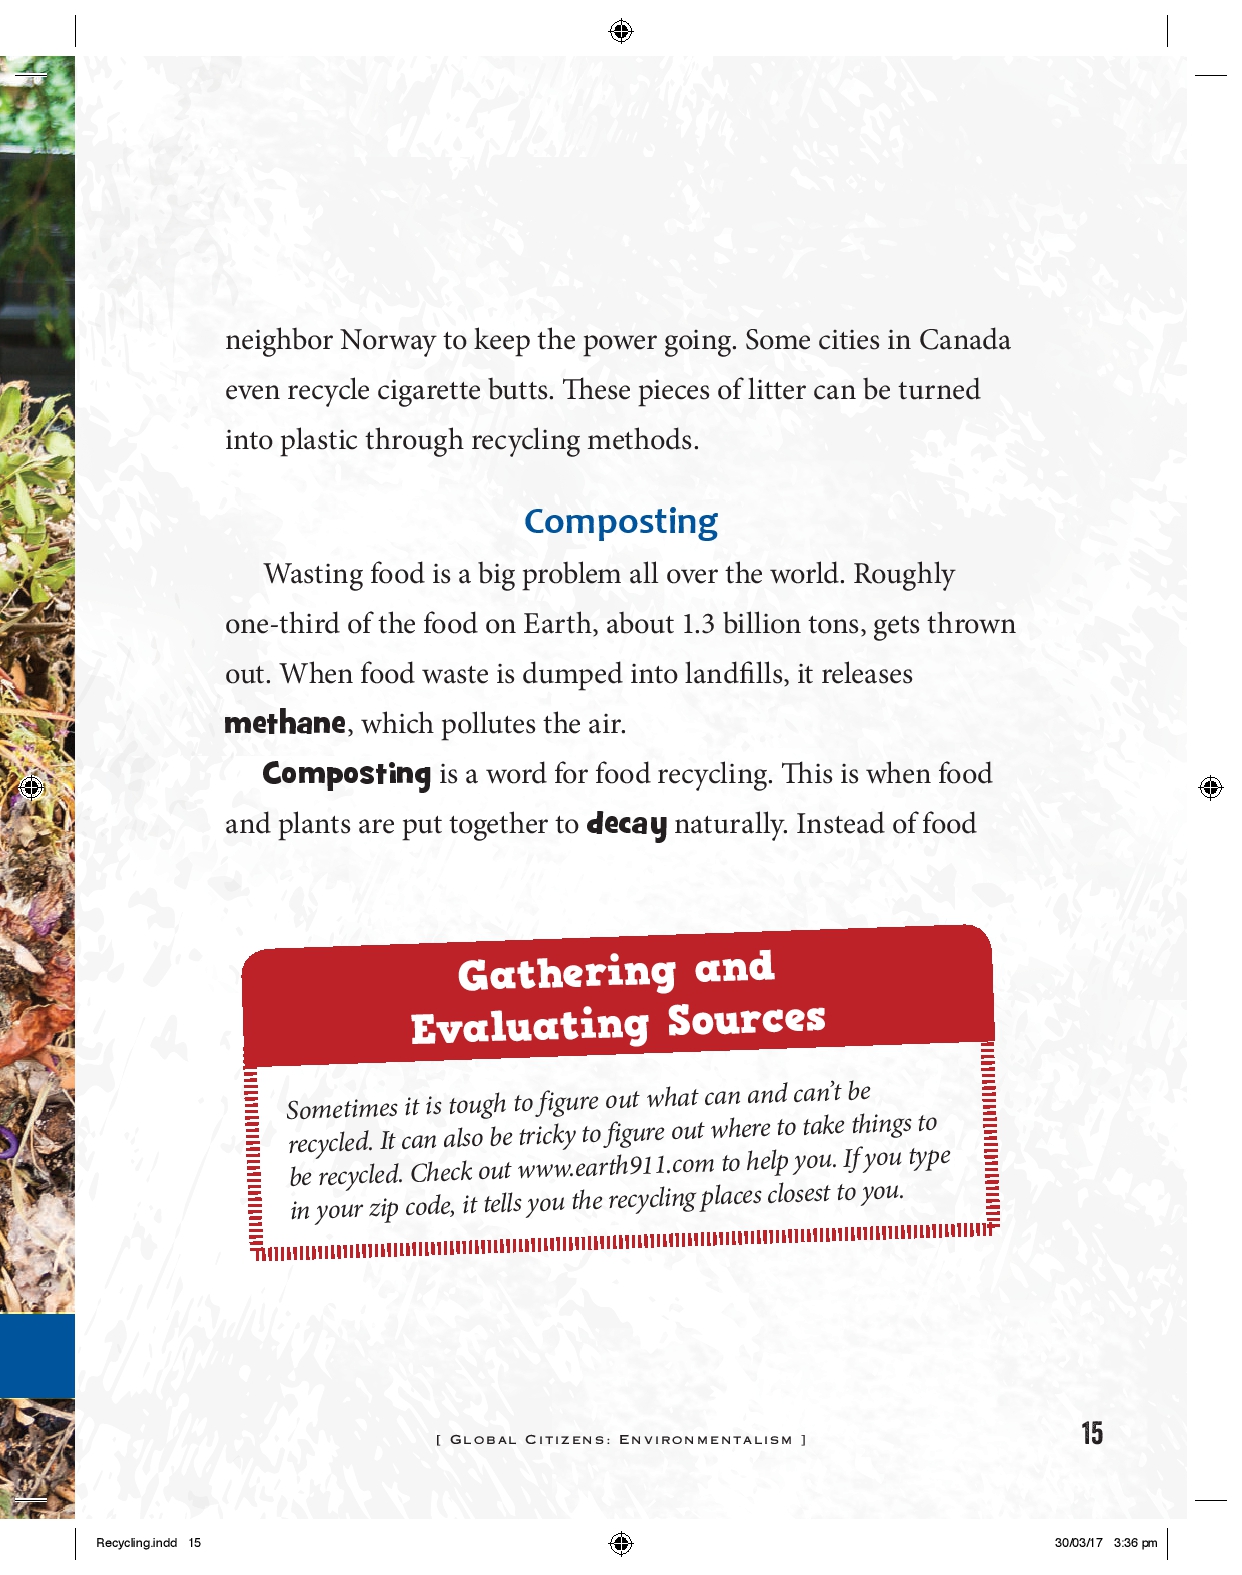 neighbor Norway to keep the power going. Some cities in Canada
even recycle cigarette butts. These pieces of litter can be turned
into plastic through recycling methods.
Composting
Wasting food is a big problem all over the world. Roughly
one-third of the food on Earth, about 1.3 billion tons, gets thrown
out. When food waste is dumped into landfills, it releases
methane, which pollutes the air.
Composting is a word for food recycling. This is when food
and plants are put together to decay naturally. Instead of food
Gathering and
Evaluating Sources
Sometimes it is tough to figure out what can and can’t be
recycled. It can also be tricky to figure out where to take things to
be recycled. Check out www.earth911.com to help you. If you type
in your zip code, it tells you the recycling places closest to you.
[ Global Citizens: Environmentalism ]
15
Recycling.indd 15
30/03/17 3:36 pm